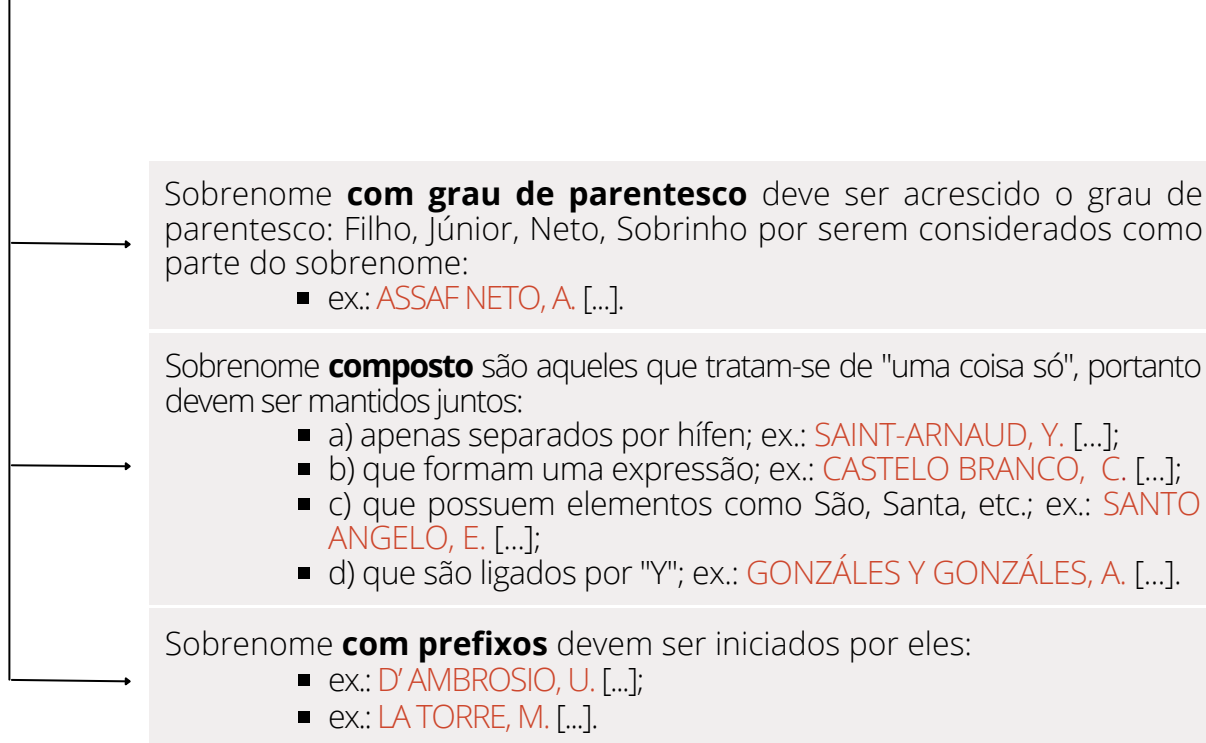 Sobrenome com grau de parentesco deve ser acrescido o grau de
parentesco: Filho, Júnior, Neto, Sobrinho por serem considerados como
parte do sobrenome:
▪ ex.: ASSAF NETO, A. [...].
Sobrenome composto são aqueles que tratam-se de "uma coisa só", portanto
devem ser mantidos juntos:
▪ a) apenas separados por hífen; ex.: SAINT-ARNAUD, Y. [...];
▪ b) que formam uma expressão; ex.: CASTELO BRANCO, C. [...];
▪ c) que possuem elementos como São, Santa, etc.; ex.: SANTO
ANGELO, E. [...];
▪ d) que são ligados por "Y"; ex.: GONZÁLES Y GONZÁLES, A. [...].
Sobrenome com prefixos devem ser iniciados por eles:
▪ ex.: D’ AMBROSIO, U. [...];
▪ ex.: LA TORRE, M. [...].